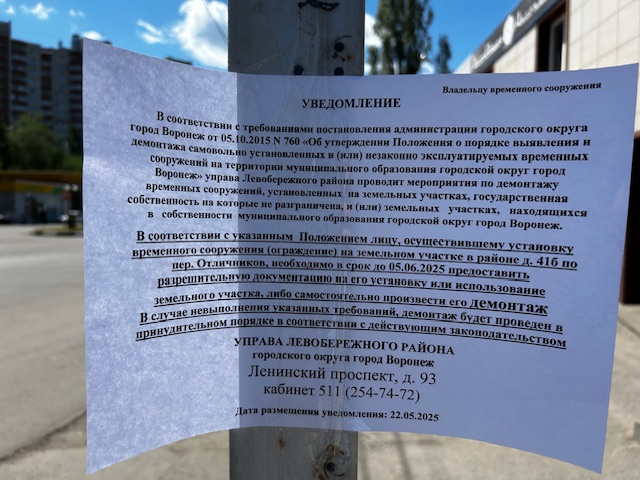 Владельцу временного сооружения
УВЕДОМЛЕНИЕ
В соответствии с требованиями постановления администрации городского округа
город Воронеж от 05.10.2015 N 760 «Об утверждении Положения о порядке выявления и
демонтажа самовольно установленных и (или) незаконно эксплуатируемых временных
сооружений на территории муниципального образования городской округ город
Воронеж» управа Левобережного района проводит мероприятия по демонтажу
временных сооружений, установленных на земельных участках, государственная
собственность на которые не разграничена, и (или) земельных участках, находящихся
в собственности муниципального образования городской округ город Воронеж.
В соответствии с указанным Положением лицу, осуществившему установку
временного сооружения (ограждение) на земельном участке в районе д. 41б по
пер. Отличников, необходимо в срок до 05.06.2025 предоставить
разрешительную документацию на его установку или использование
земельного участка, либо самостоятельно произвести его демонтаж
В случае невыполнения указанных требований, демонтаж будет проведен в
принудительном порядке в соответствии с действующим законодательством
УПРАВА ЛЕВОБЕРЕЖНОГО РАЙОНА
городского округа город Воронеж
Ленинский проспект, д. 93
кабинет 511 (254-74-72)
Дата размещения уведомления: 22.05.2025